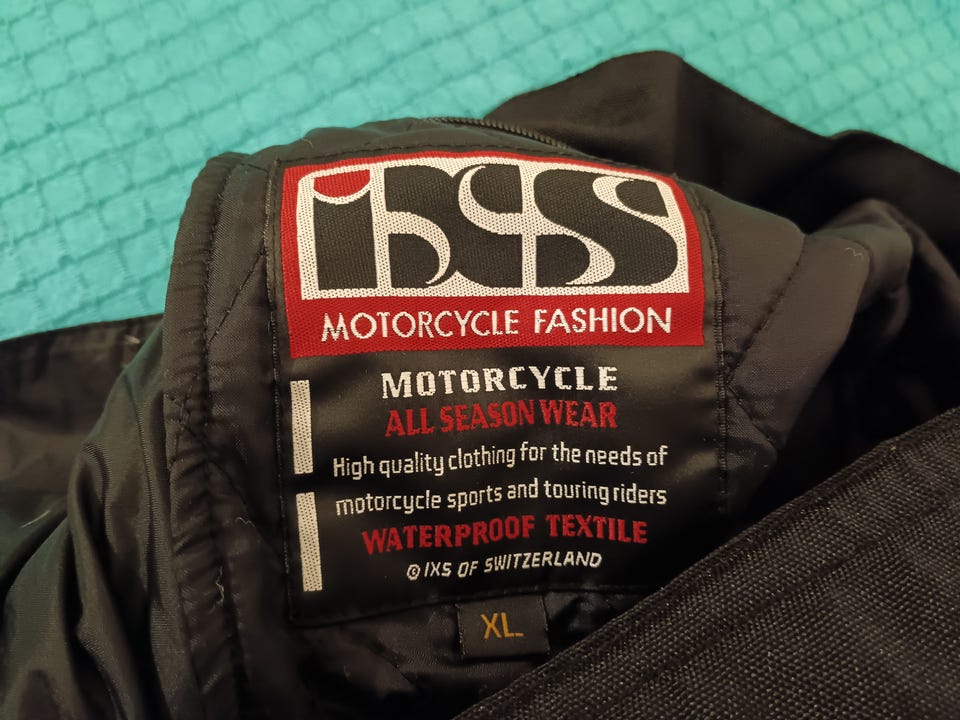 iXS
MOTORCYCLE FASHION
MOTORCYCLE
ALL SEASON WEAR
High quality clothing for the needs of
motorcycle sports and touring riders
WATERPROOF TEXTILE
© IXS OF SWITZERLAND
XL